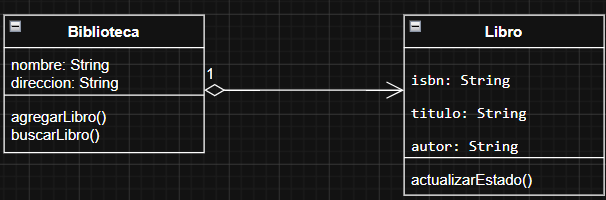 Biblioteca
nombre: String
direccion: String
agregarLibro()
buscarLibro()
1
Libro
isbn: String
titulo: String
autor: String
actualizarEstado()